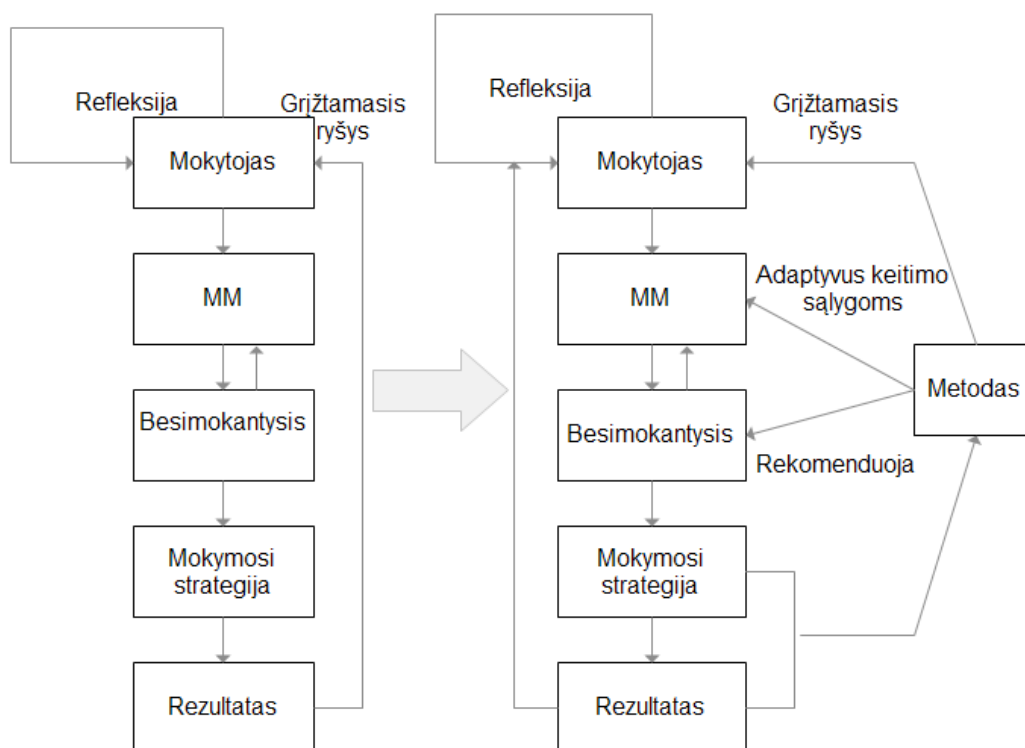 Refleksija
Grįžtamasis
ryšys
Mokytojas
MM
Besimokantysis
Mokymosi
strategija
Rezultatas
Refleksija
Grįžtamasis
ryšys
Mokytojas
MM
Adaptyvus keitimo
sąlygoms
Metodas
Besimokantysis
Rekomenduoja
Mokymosi
strategija
Rezultatas